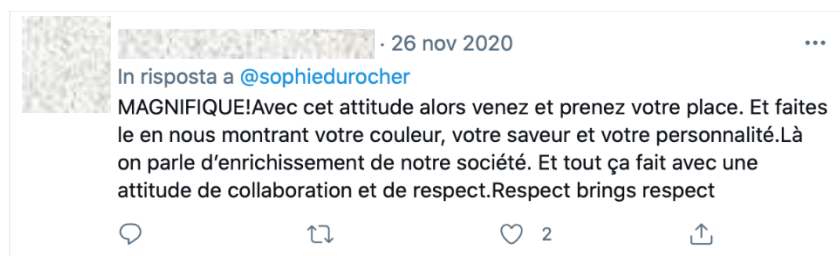 · 26 nov 2020
In risposta a @sophiedurocher
MAGNIFIQUE!Avec cet attitude alors venez et prenez votre place. Et faites
le en nous montrant votre couleur, votre saveur et votre personnalité.Là
on parle d’enrichissement de notre société. Et tout ça fait avec une
attitude de collaboration et de respect.Respect brings respect
2